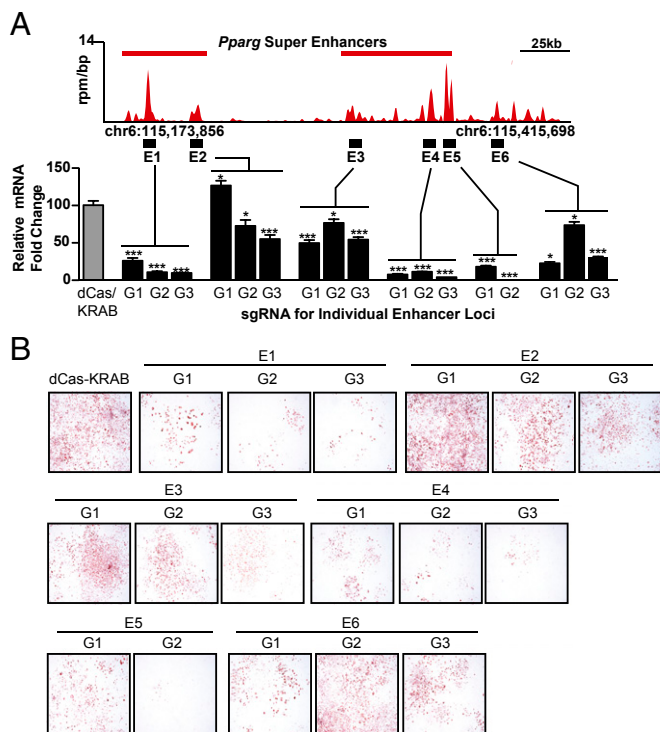 A
14
Pparg Super Enhancers
25kb
rpm/bp
chr6:115,173,856
chr6:115,415,698
E1 E2 E3 E4 E5 E6
Relative mRNA
Fold Change
150
100
50
0
*** *** ***
* * ***
*** * ***
*** * ***
*** ***
* * ***
dCas/
KRAB
G1 G2 G3 G1 G2 G3 G1 G2 G3 G1 G2 G3 G1 G2 G1 G2 G3
sgRNA for Individual Enhancer Loci
B
E1 E2
dCas-KRAB G1 G2 G3 G1 G2 G3
E3 E4
G1 G2 G3 G1 G2 G3
E5 E6
G1 G2 G1 G2 G3